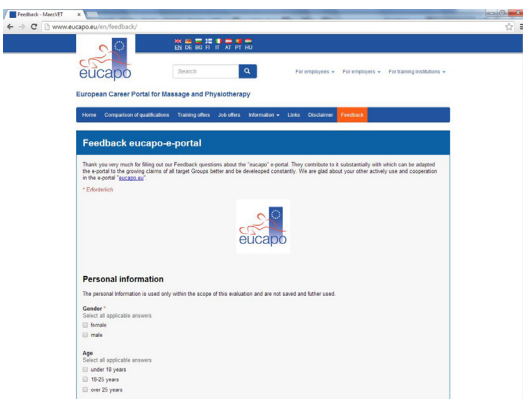 Feedback - MaesVET
www.eucapo.eu/en/feedback/
EN DE BG FI IT AT PT HU
eucapo
Search
For employees For employers For training institutions
European Career Portal for Massage and Physiotherapy
Home Comparison of qualifications Training offers Job offers Information Links Disclaimer Feedback
Feedback eucapo-e-portal
Thank you very much for filling out our Feedback questions about the "eucapo" e-portal. They contribute to it substantially with which can be adapted
the e-portal to the growing claims of all target Groups better and be develeoped constantly. We are glad about your other actively use and cooperation
in the e-portal "eucapo.eu".
* Erforderlich
eucapo
Personal information
The personal Information is used only within the scope of this evaluation and are not saved and futher used.
Gender *
Select all applicable answers
female
male
Age
Select all applicable answers
under 18 years
18-25 years
over 25 years